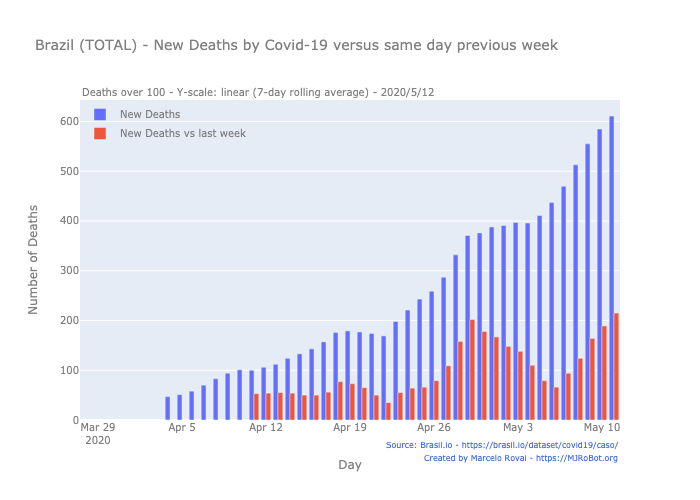 Brazil (TOTAL) - New Deaths by Covid-19 versus same day previous week
Deaths over 100 - Y-scale: linear (7-day rolling average) - 2020/5/12
New Deaths
New Deaths vs last week
Number of Deaths
600
500
400
300
200
100
0
Mar 29
2020
Apr 5
Apr 12
Apr 19
Apr 26
May 3
May 10
Day
Source: Brasil.io - https://brasil.io/dataset/covid19/caso/
Created by Marcelo Rovai - https://MJRoBot.org